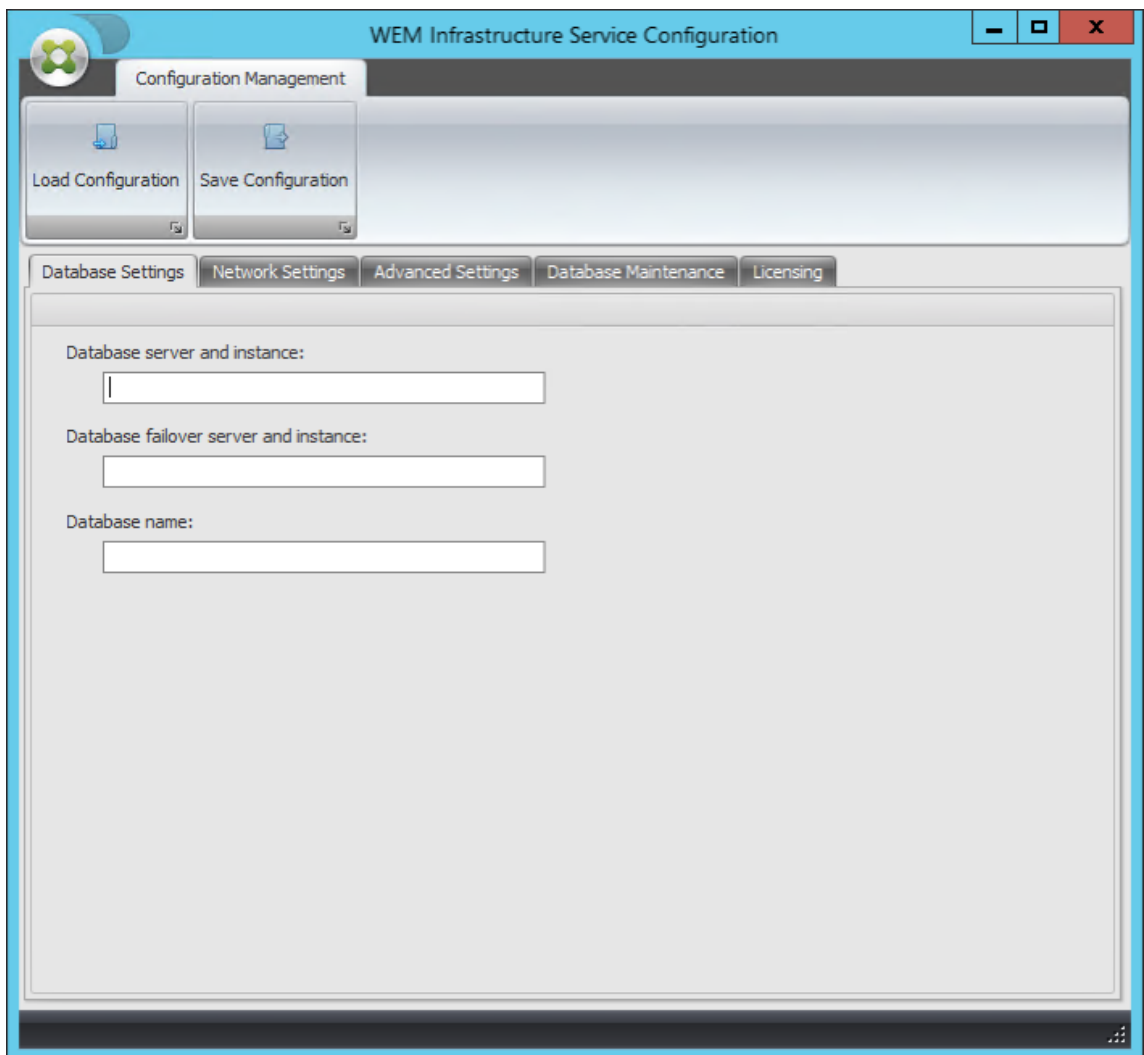 WEM Infrastructure Service Configuration
Configuration Management
Load Configuration Save Configuration
Database Settings Network Settings Advanced Settings Database Maintenance Licensing
Database server and instance:
Database failover server and instance:
Database name: